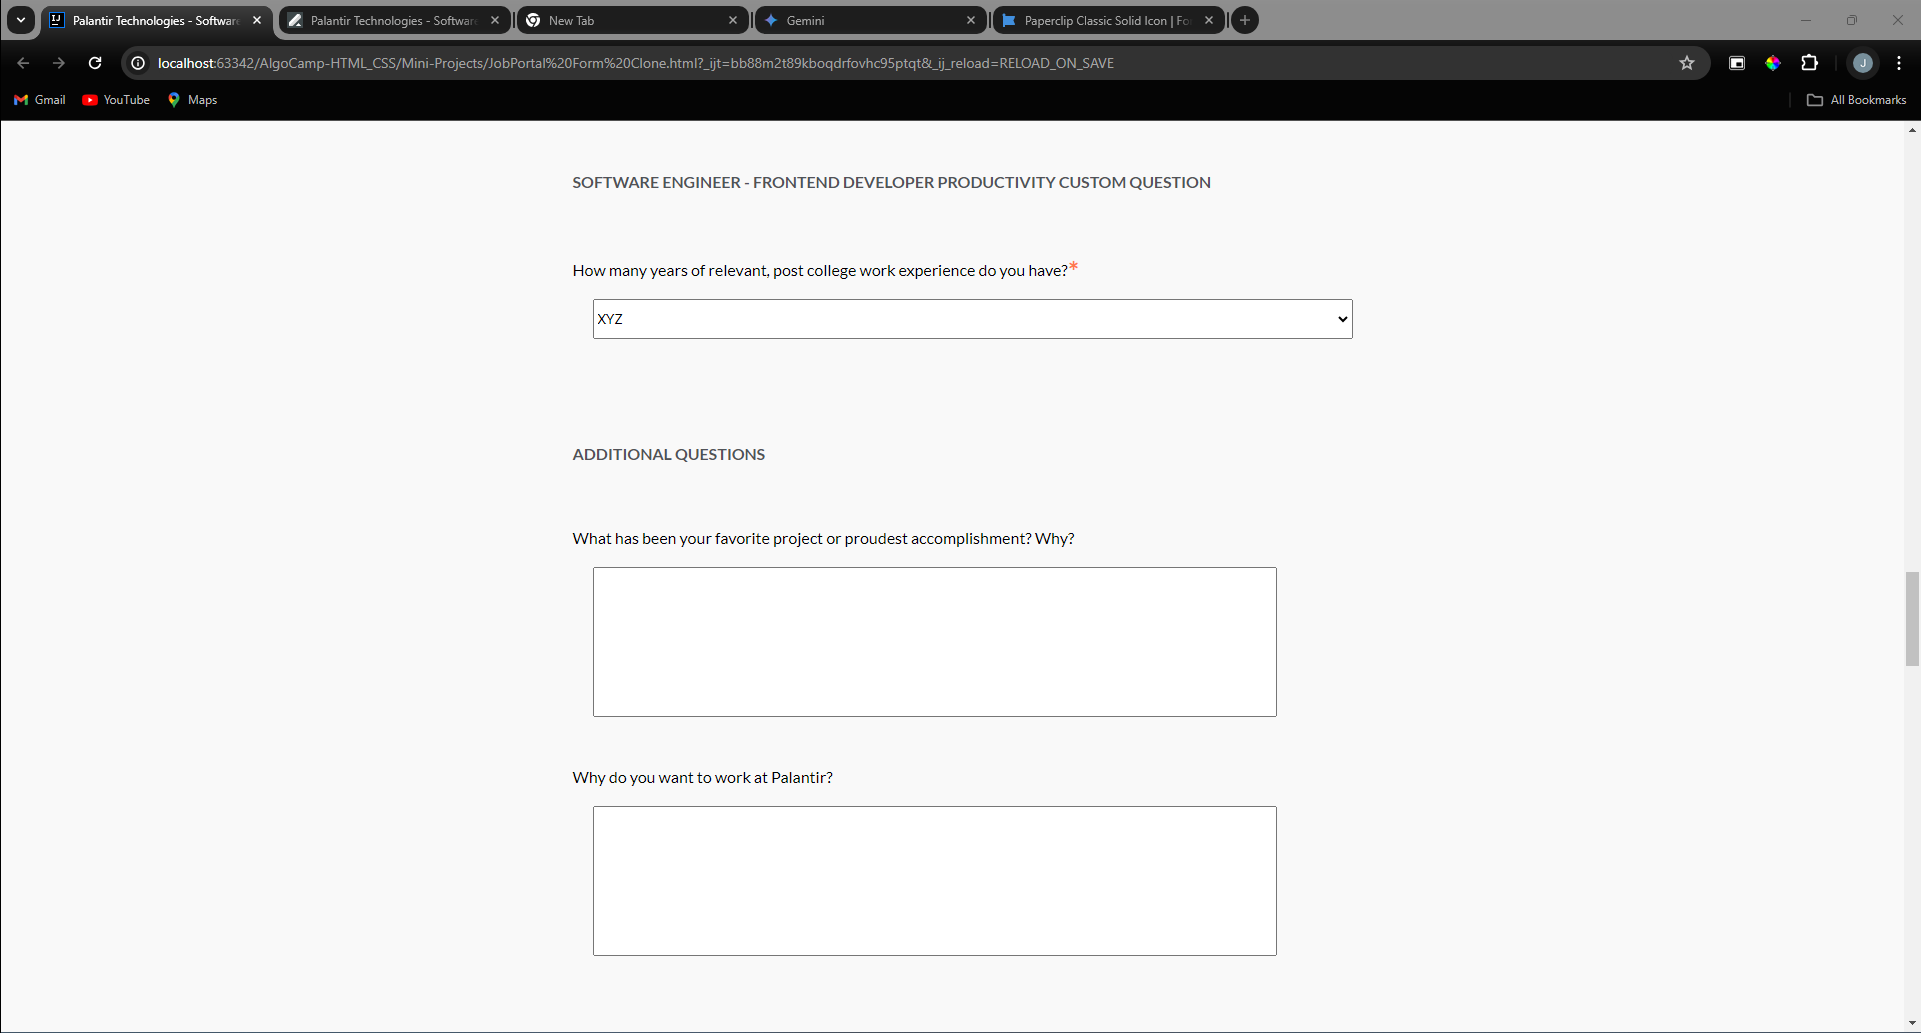 Palantir Technologies - Software
Palantir Technologies - Software
New Tab
Gemini
Paperclip Classic Solid Icon | Fo
localhost:63342/AlgoCamp-HTML_CSS/Mini-Projects/JobPortal%20Form%20Clone.html?_ijt=bb88m2t89kboqdrfovhc95ptqt&_ij_reload=RELOAD_ON_SAVE
J
Gmail
YouTube
Maps
All Bookmarks
SOFTWARE ENGINEER - FRONTEND DEVELOPER PRODUCTIVITY CUSTOM QUESTION
How many years of relevant, post college work experience do you have?*
XYZ
ADDITIONAL QUESTIONS
What has been your favorite project or proudest accomplishment? Why?
Why do you want to work at Palantir?